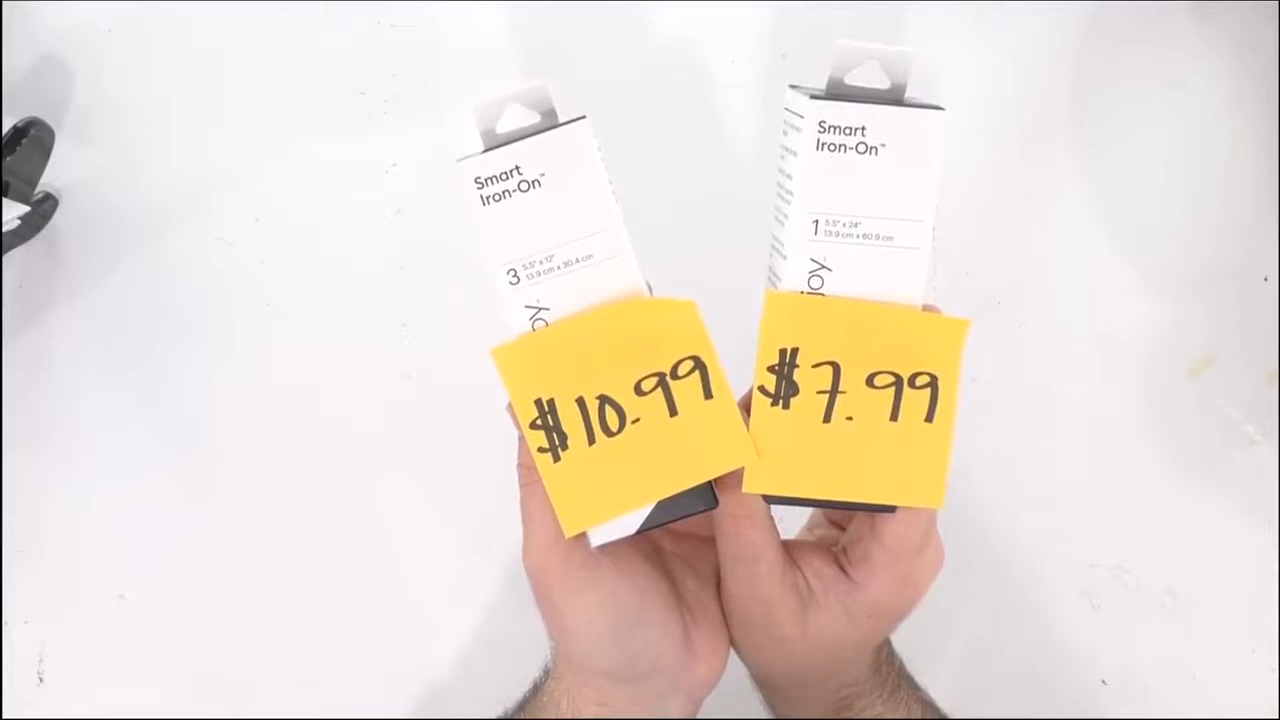 Smart
Iron-On™
3 5.5" x 12"
13.9 cm x 30.4 cm
$10.99
Smart
Iron-On™
1 5.5" x 24"
13.9 cm x 60.9 cm
joy.
$7.99